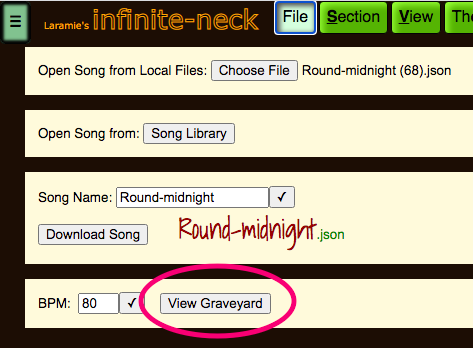 ☰ Laramie's infinite-neck File Section View The
Open Song from Local Files: Choose File Round-midnight (68).json
Open Song from: Song Library
Song Name: Round-midnight ✓
Download Song Round-midnight.json
BPM: 80 ✓ View Graveyard